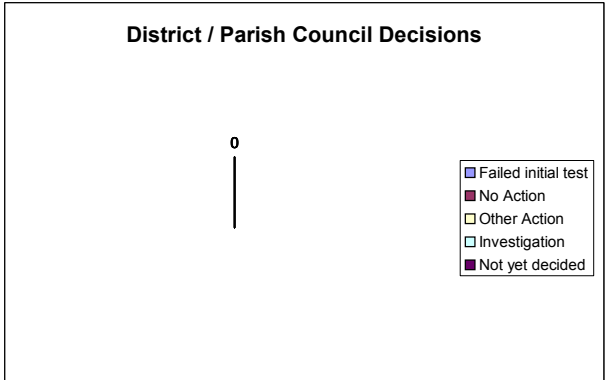 District / Parish Council Decisions
0
Failed initial test
No Action
Other Action
Investigation
Not yet decided